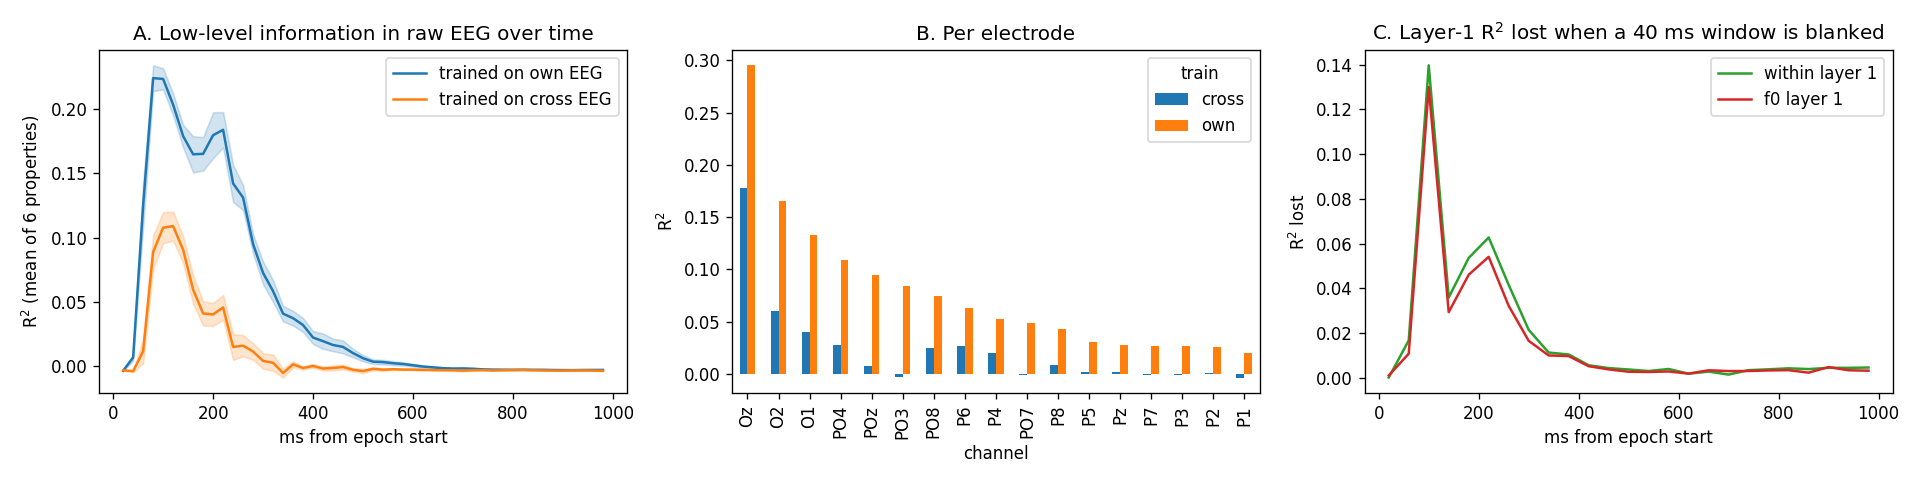 A. Low-level information in raw EEG over time
R² (mean of 6 properties)
0.20
0.15
0.10
0.05
0.00
trained on own EEG
trained on cross EEG
0 200 400 600 800 1000
ms from epoch start
B. Per electrode
R²
0.30
0.25
0.20
0.15
0.10
0.05
0.00
train
cross
own
Oz O2 O1 PO4 POz PO3 PO8 P6 P4 PO7 P8 P5 Pz P7 P3 P2 P1
channel
C. Layer-1 R² lost when a 40 ms window is blanked
R² lost
0.14
0.12
0.10
0.08
0.06
0.04
0.02
0.00
within layer 1
f0 layer 1
0 200 400 600 800 1000
ms from epoch start